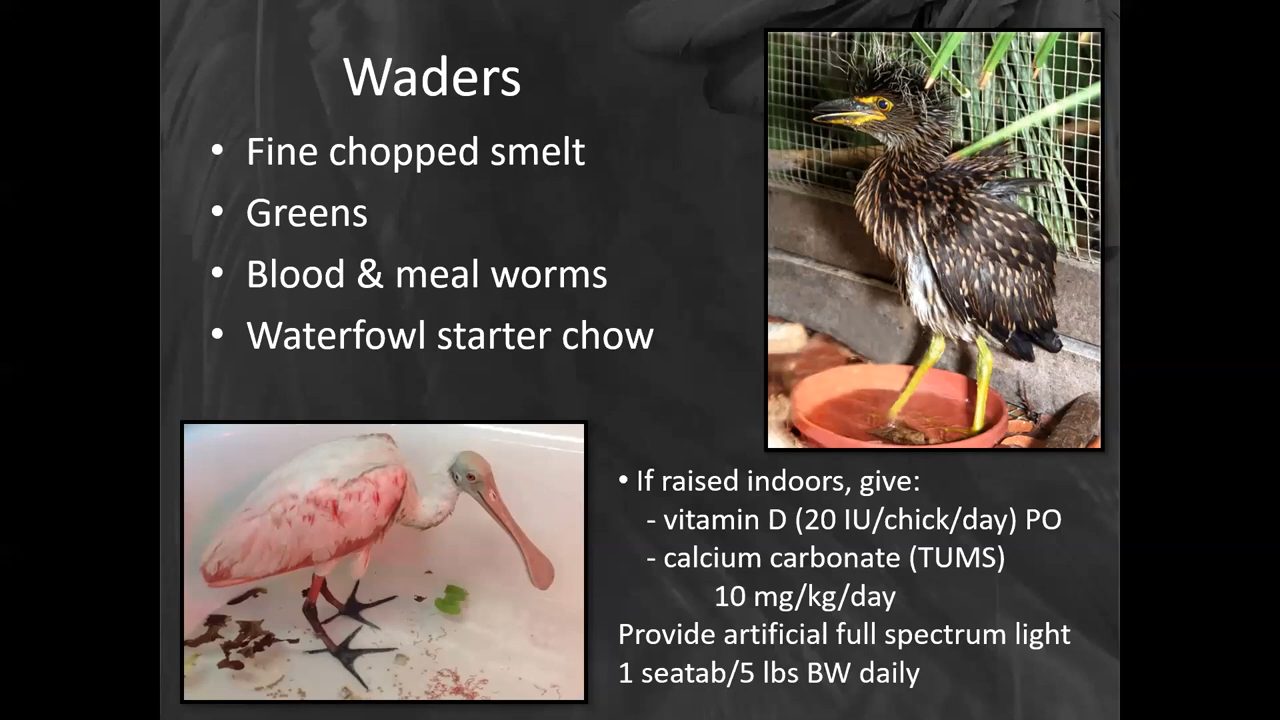 Waders
• Fine chopped smelt
• Greens
• Blood & meal worms
• Waterfowl starter chow
• If raised indoors, give:
- vitamin D (20 IU/chick/day) PO
- calcium carbonate (TUMS)
10 mg/kg/day
Provide artificial full spectrum light
1 seatab/5 lbs BW daily